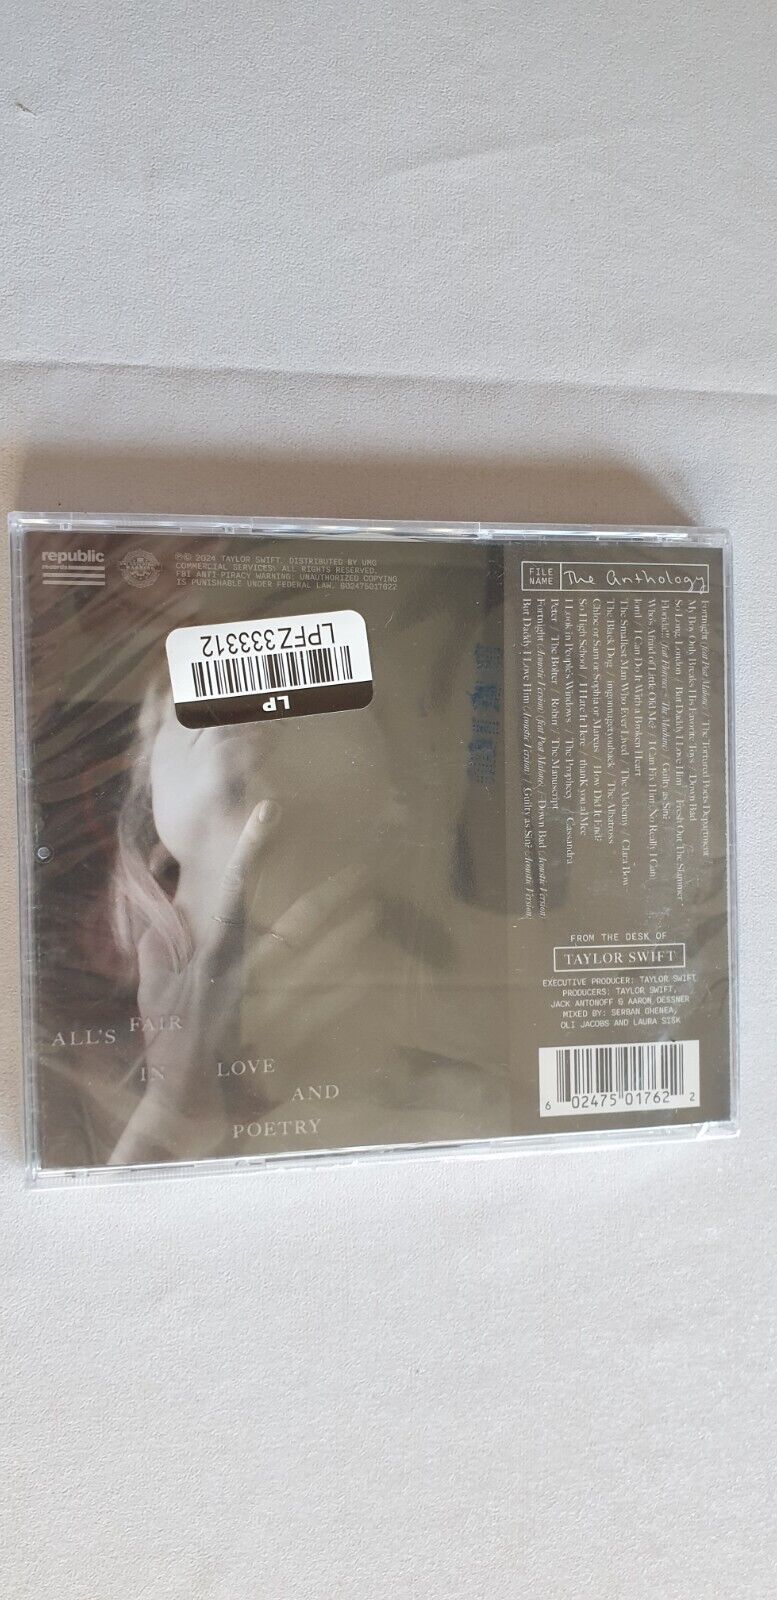 republic
records
℗© 2024 TAYLOR SWIFT. DISTRIBUTED BY UMG
COMMERCIAL SERVICES. ALL RIGHTS RESERVED.
FBI ANTI-PIRACY WARNING: UNAUTHORIZED COPYING
IS PUNISHABLE UNDER FEDERAL LAW. 602475017622
LP
LPFZ333312
FILE
NAME
The Anthology
Fortnight (feat. Post Malone) / The Tortured Poets Department
My Boy Only Breaks His Favorite Toys / Down Bad
So Long, London / But Daddy I Love Him / Fresh Out The Slammer
Florida!!! (feat. Florence + The Machine) / Guilty as Sin?
Who's Afraid of Little Old Me? / I Can Fix Him (No Really I Can)
loml / I Can Do It With a Broken Heart
The Smallest Man Who Ever Lived / The Alchemy / Clara Bow
The Black Dog / imgonnagetyouback / The Albatross
Chloe or Sam or Sophia or Marcus / How Did It End?
So High School / I Hate It Here / thanK you aIMee
I Look in People's Windows / The Prophecy / Cassandra
Peter / The Bolter / Robin / The Manuscript
Fortnight (Acoustic Version) (feat. Post Malone) / Down Bad (Acoustic Version)
But Daddy I Love Him (Acoustic Version) / Guilty as Sin? (Acoustic Version)
FROM THE DESK OF
TAYLOR SWIFT
EXECUTIVE PRODUCER: TAYLOR SWIFT
PRODUCERS: TAYLOR SWIFT,
JACK ANTONOFF & AARON DESSNER
MIXED BY: SERBAN GHENEA,
OLI JACOBS AND LAURA SISK
6 02475 01762 2
ALL'S FAIR
IN LOVE
AND
POETRY